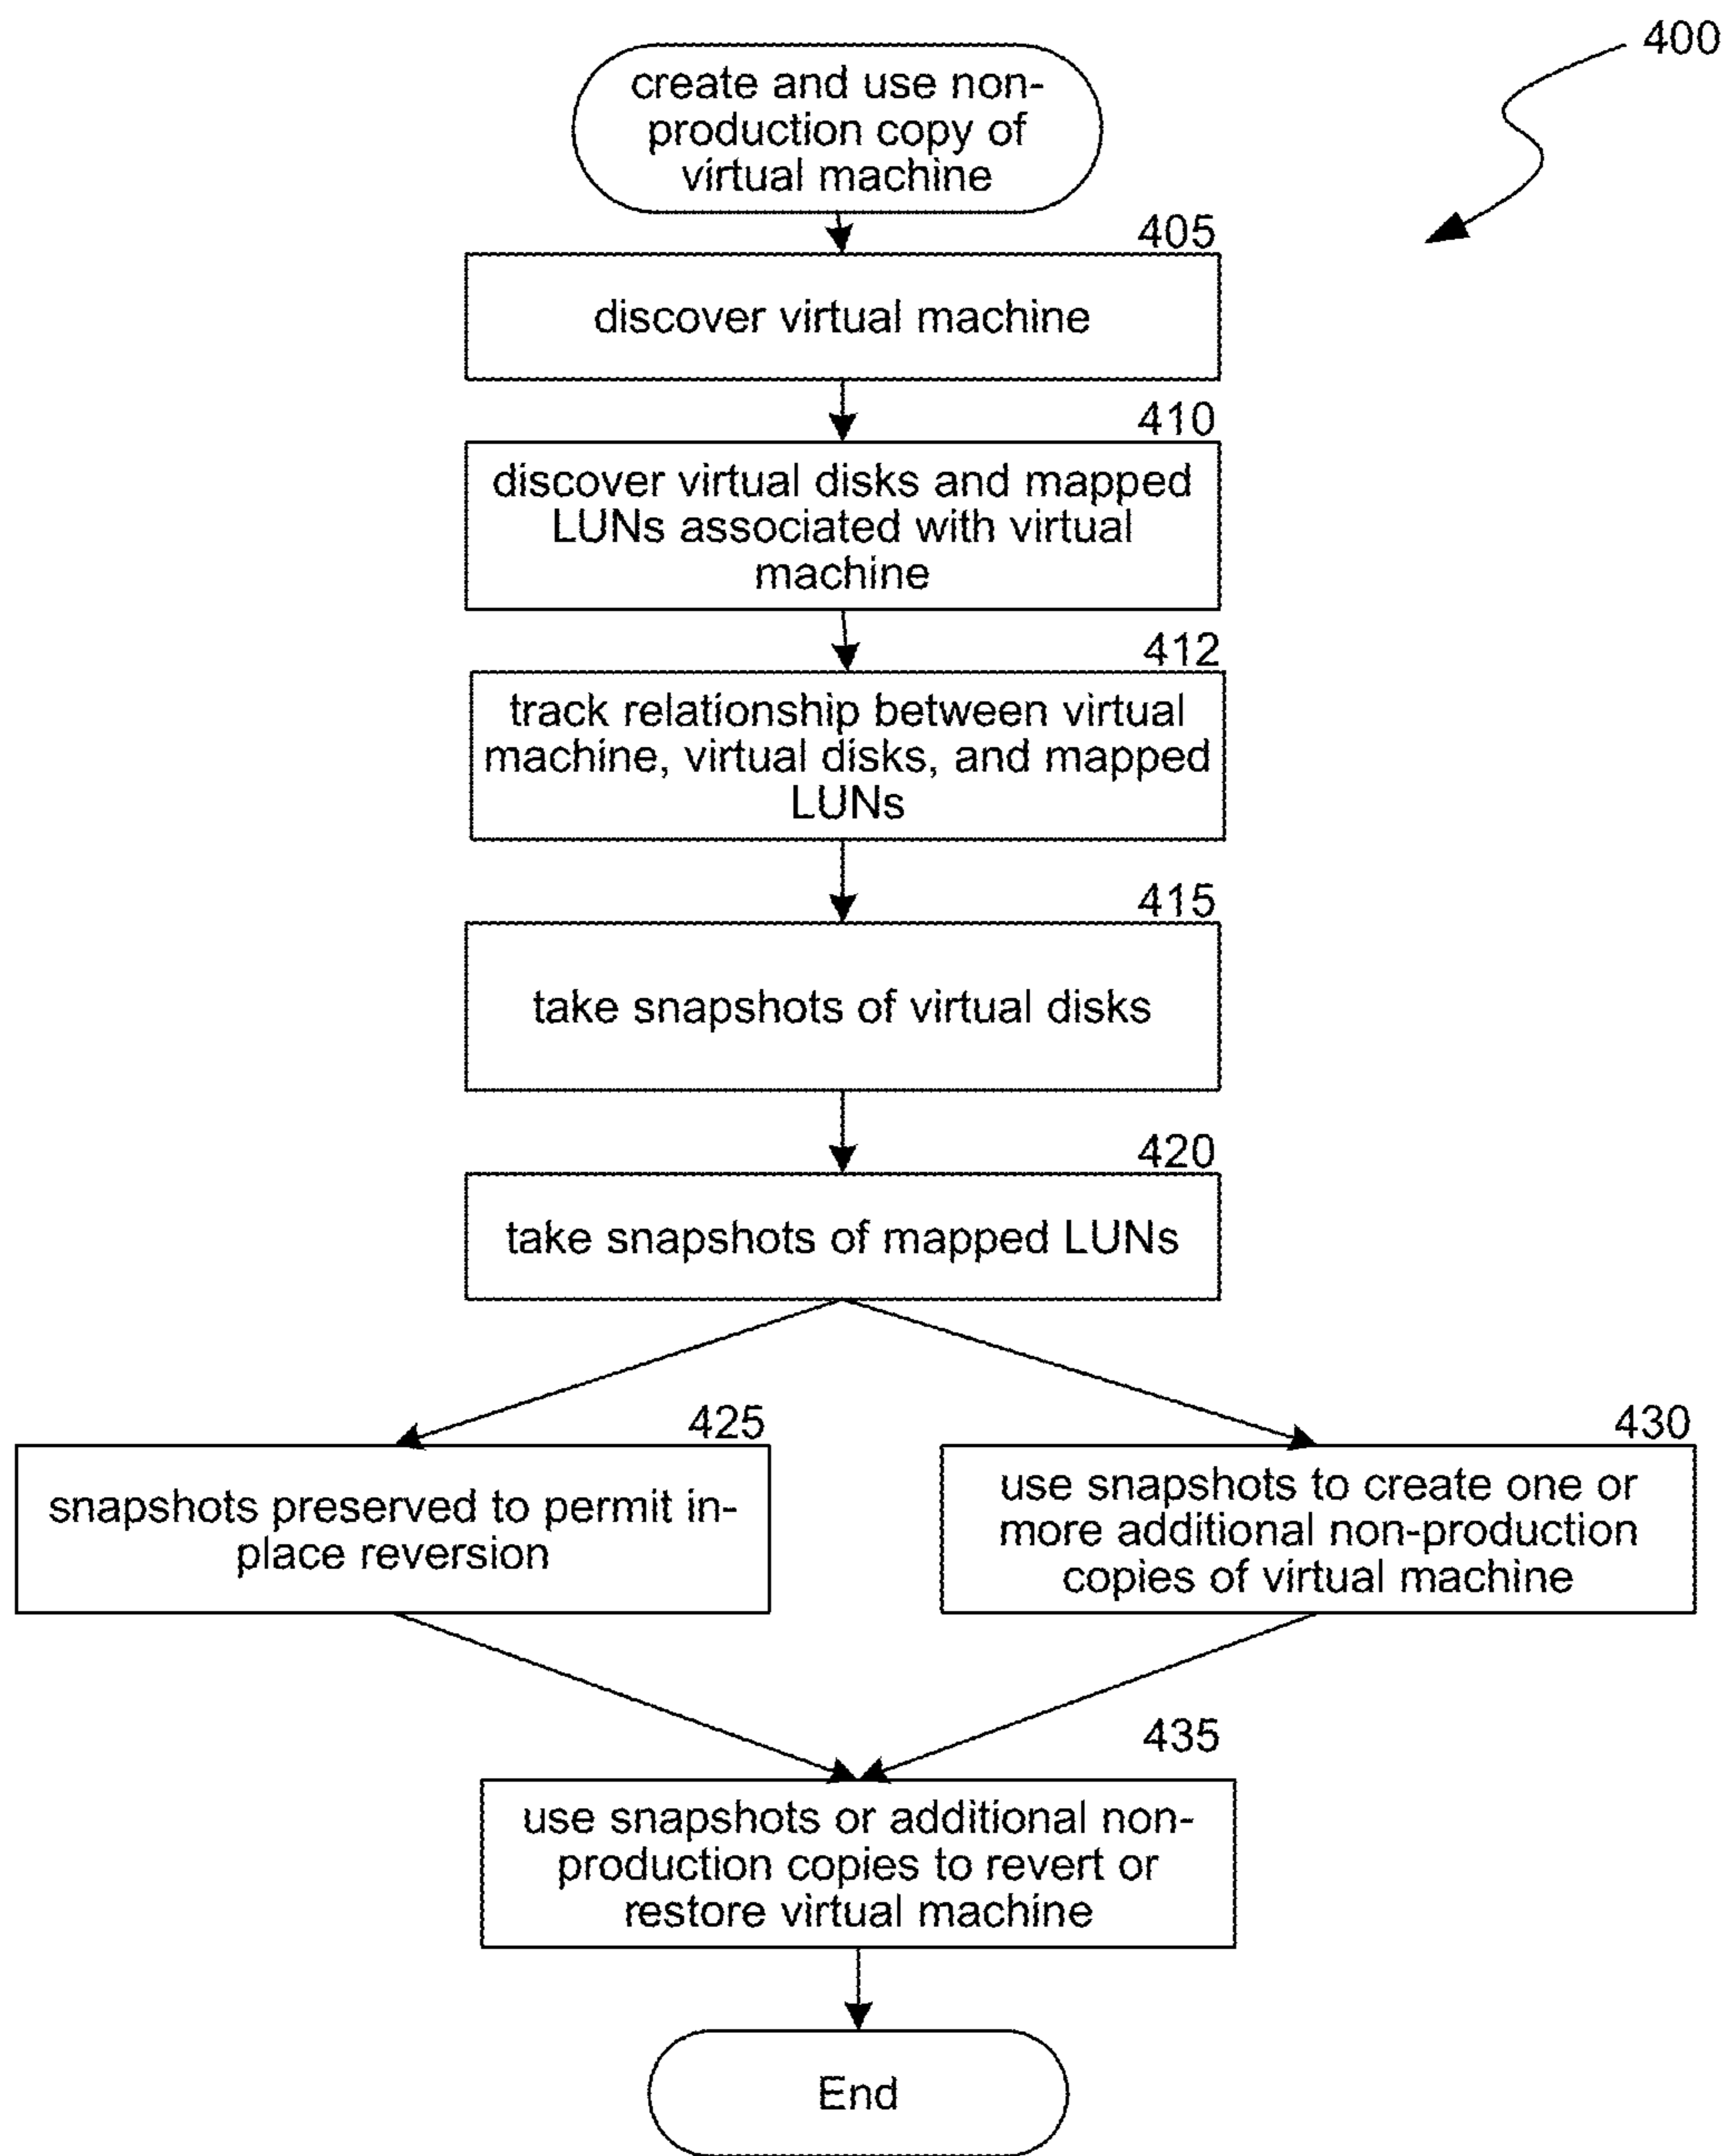 400
create and use non-
production copy of
virtual machine
405
discover virtual machine
410
discover virtual disks and mapped
LUNs associated with virtual
machine
412
track relationship between virtual
machine, virtual disks, and mapped
LUNs
415
take snapshots of virtual disks
420
take snapshots of mapped LUNs
425
snapshots preserved to permit in-
place reversion
430
use snapshots to create one or
more additional non-production
copies of virtual machine
435
use snapshots or additional non-
production copies to revert or
restore virtual machine
End